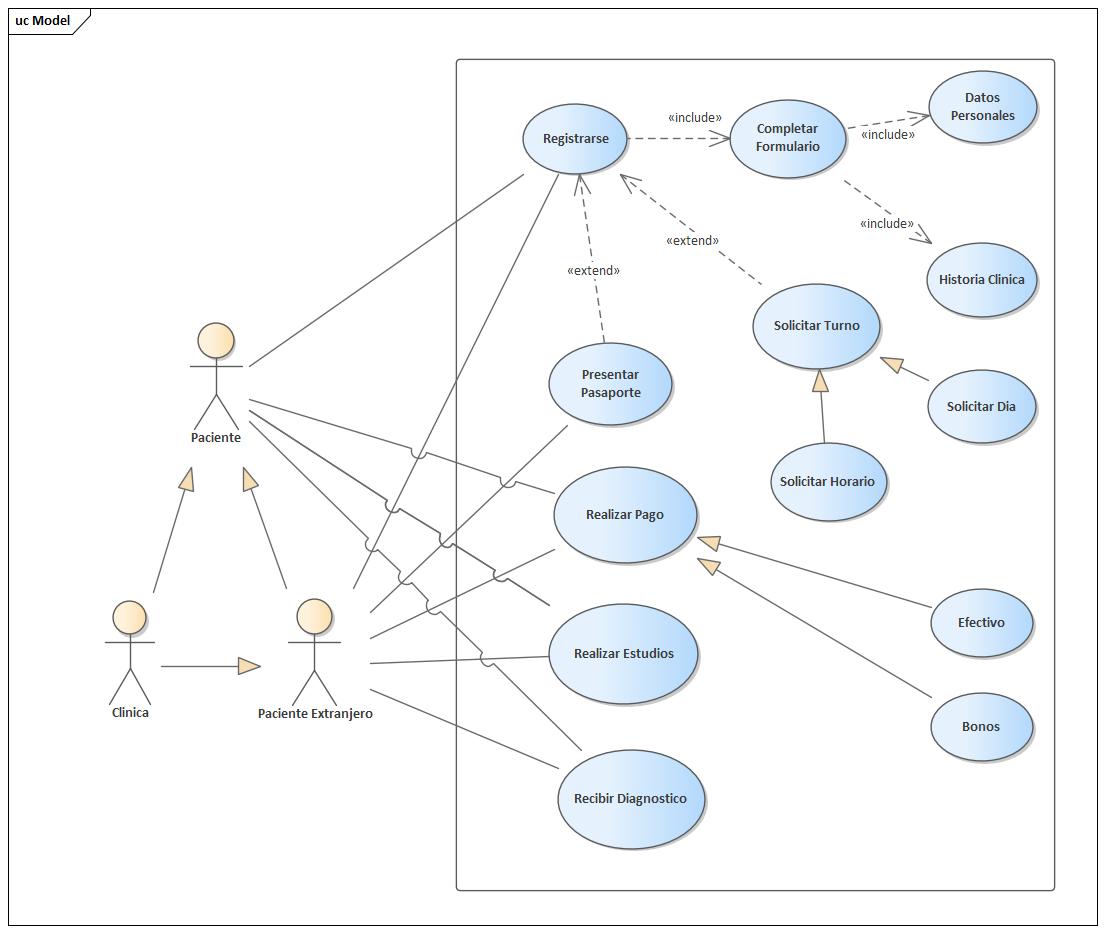 uc Model
Datos
Personales
«include»
Completar
Formulario
«include»
Registrarse
«include»
«extend»
«extend»
Historia Clinica
Solicitar Turno
Presentar
Pasaporte
Solicitar Dia
Paciente
Solicitar Horario
Realizar Pago
Efectivo
Realizar Estudios
Clinica
Paciente Extranjero
Bonos
Recibir Diagnostico